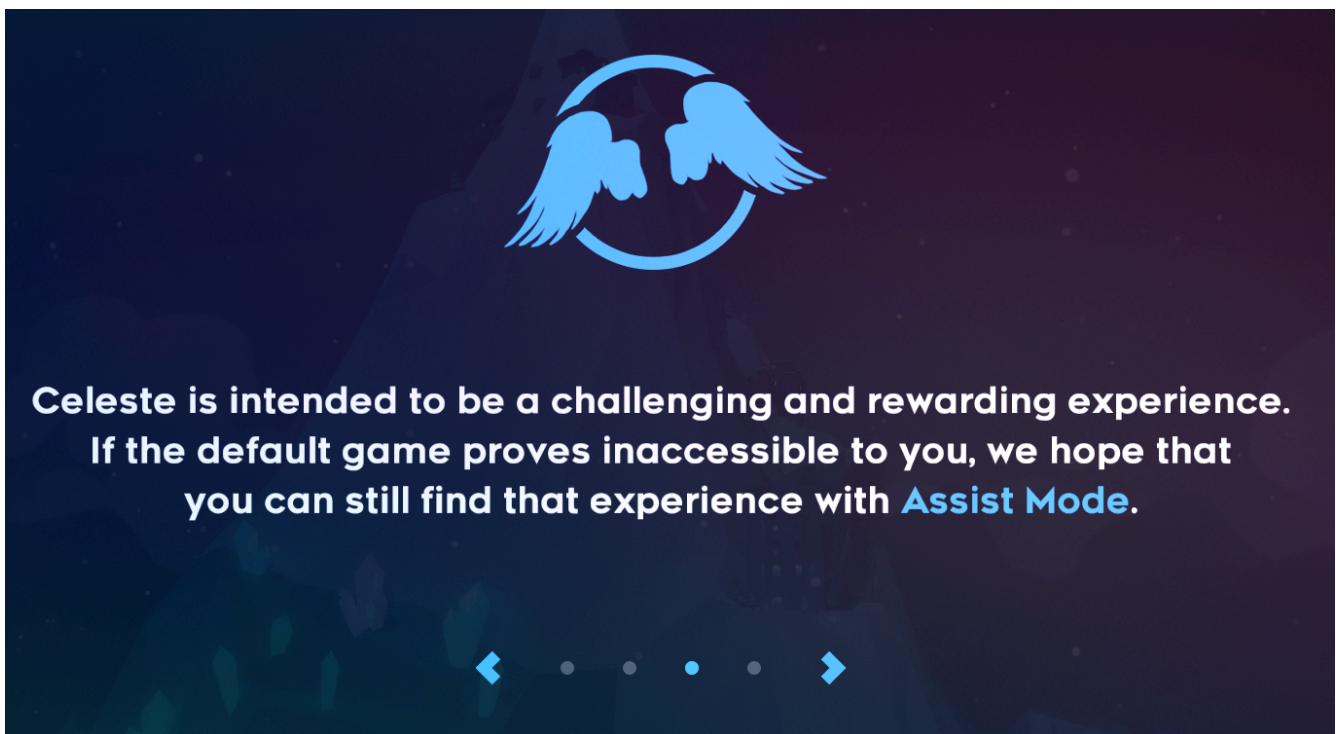 Celeste is intended to be a challenging and rewarding experience.
If the default game proves inaccessible to you, we hope that
you can still find that experience with Assist Mode.